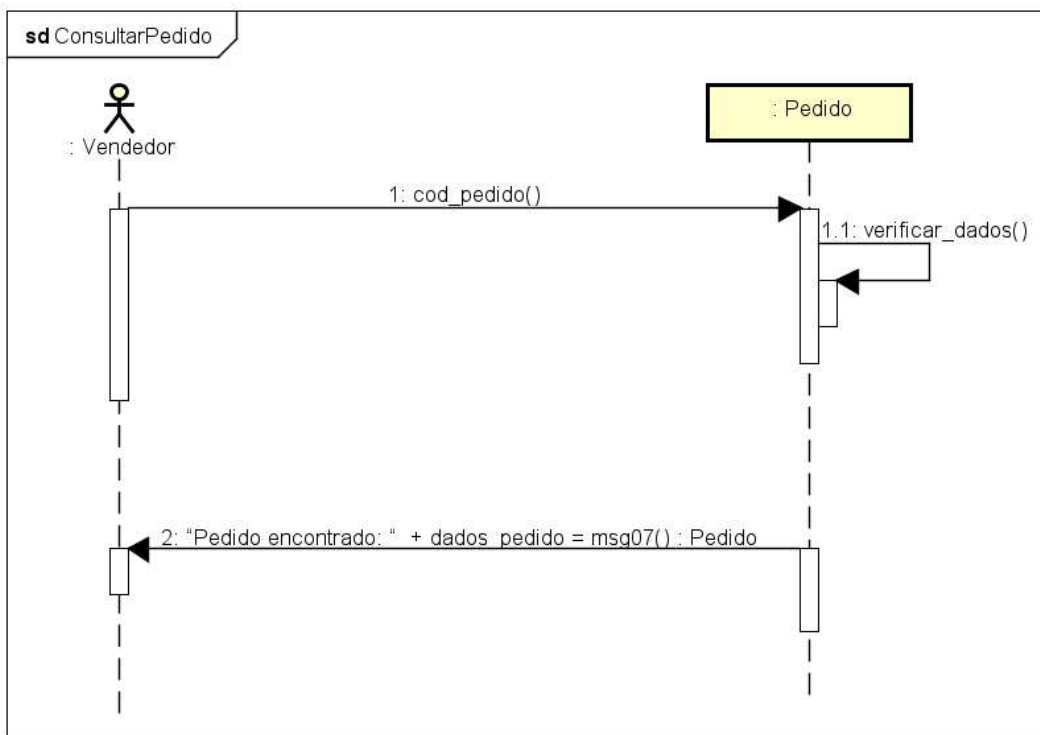 sd ConsultarPedido
: Vendedor
: Pedido
1: cod_pedido()
1.1: verificar_dados()
2: “Pedido encontrado: “ + dados_pedido = msg07() : Pedido